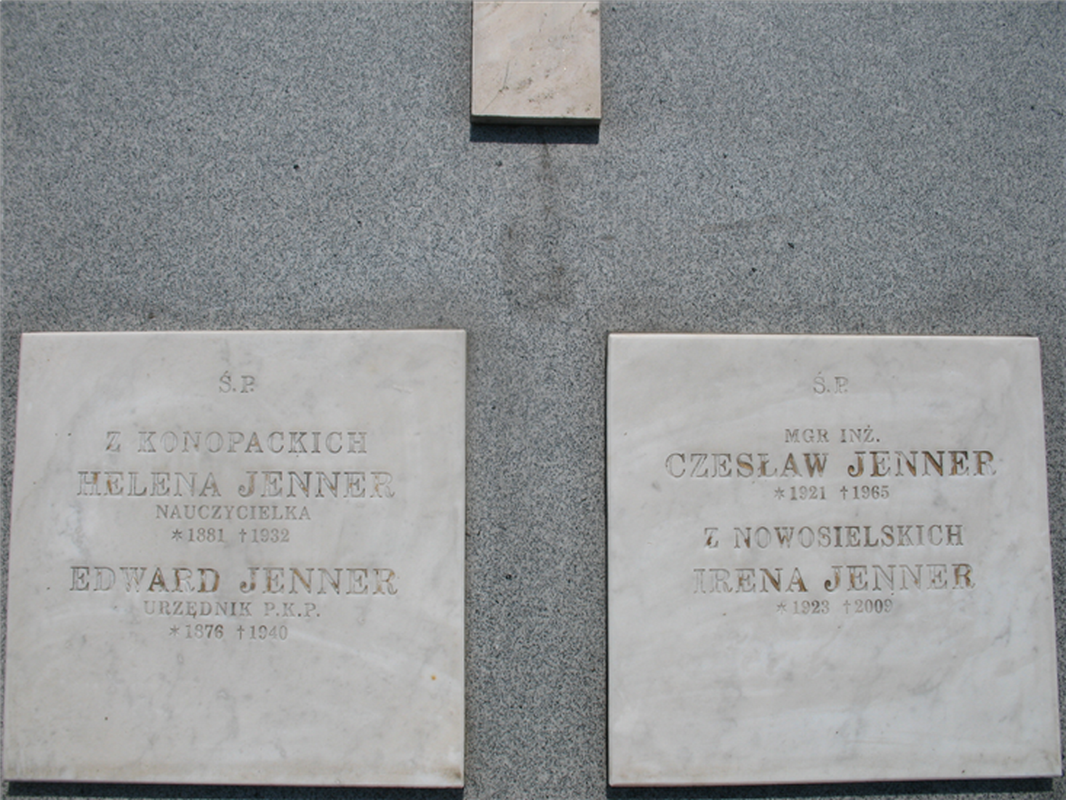 Ś.P.
Z KONOPACKICH
HELENA JENNER
NAUCZYCIELKA
*1881 †1932
EDWARD JENNER
URZĘDNIK P.K.P.
*1876 †1940
Ś.P.
MGR INŻ.
CZESŁAW JENNER
*1921 †1965
Z NOWOSIELSKICH
IRENA JENNER
*1923 †2009